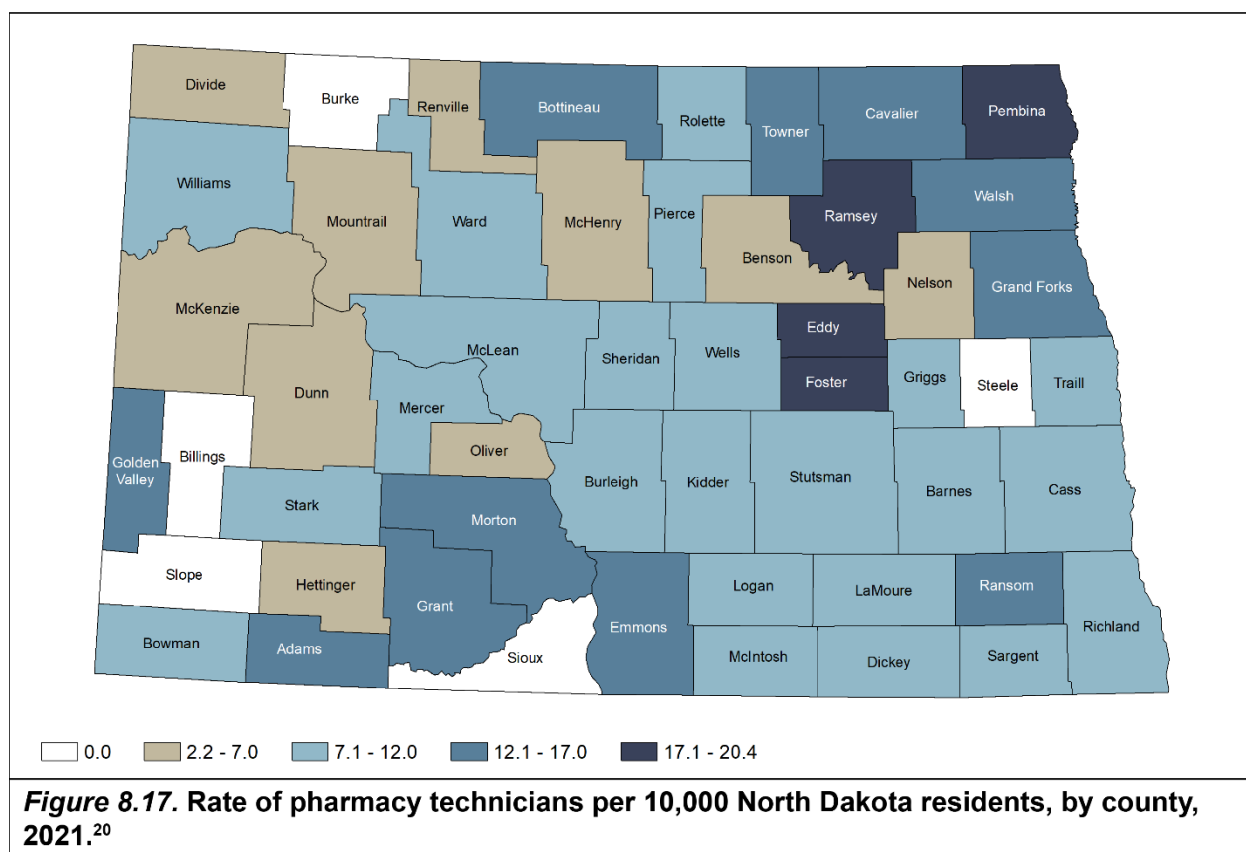 Divide
Burke
Renville
Bottineau
Rolette
Towner
Cavalier
Pembina
Williams
Mountrail
Ward
McHenry
Pierce
Benson
Ramsey
Walsh
Nelson
Grand Forks
McKenzie
Dunn
McLean
Sheridan
Wells
Eddy
Foster
Griggs
Steele
Traill
Mercer
Oliver
Golden
Valley
Billings
Stark
Morton
Burleigh
Kidder
Stutsman
Barnes
Cass
Slope
Hettinger
Grant
Sioux
Emmons
Logan
LaMoure
Ransom
Richland
Bowman
Adams
McIntosh
Dickey
Sargent
0.0
2.2 - 7.0
7.1 - 12.0
12.1 - 17.0
17.1 - 20.4
Figure 8.17. Rate of pharmacy technicians per 10,000 North Dakota residents, by county,
2021.20